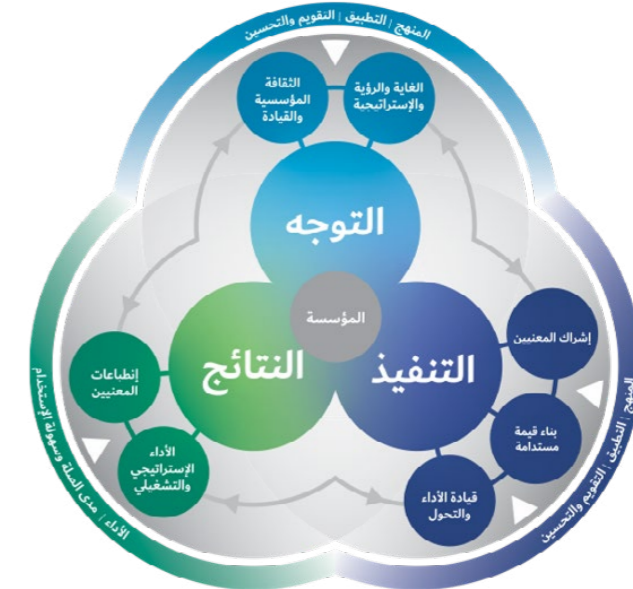 المنهج | التطبيق | التقويم والتحسين
الغاية والرؤية
والإستراتيجية
الثقافة
المؤسسية
والقيادة
التوجه
المؤسسة
التنفيذ
النتائج
إشراك المعنيين
بناء قيمة
مستدامة
قيادة الأداء
والتحول
المنهج | التطبيق | التقويم والتحسين
إنطباعات
المعنيين
الأداء
الإستراتيجي
والتشغيلي
الأداء | مدى الصلة وسهولة الإستخدام